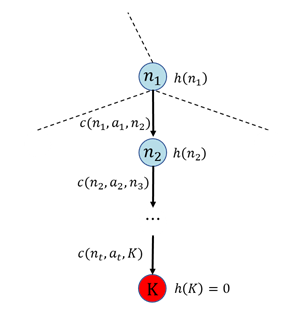 n₁ h(n₁)
c(n₁, a₁, n₂)
n₂ h(n₂)
c(n₂, a₂, n₃)
...
c(nₜ, aₜ, K)
K h(K) = 0